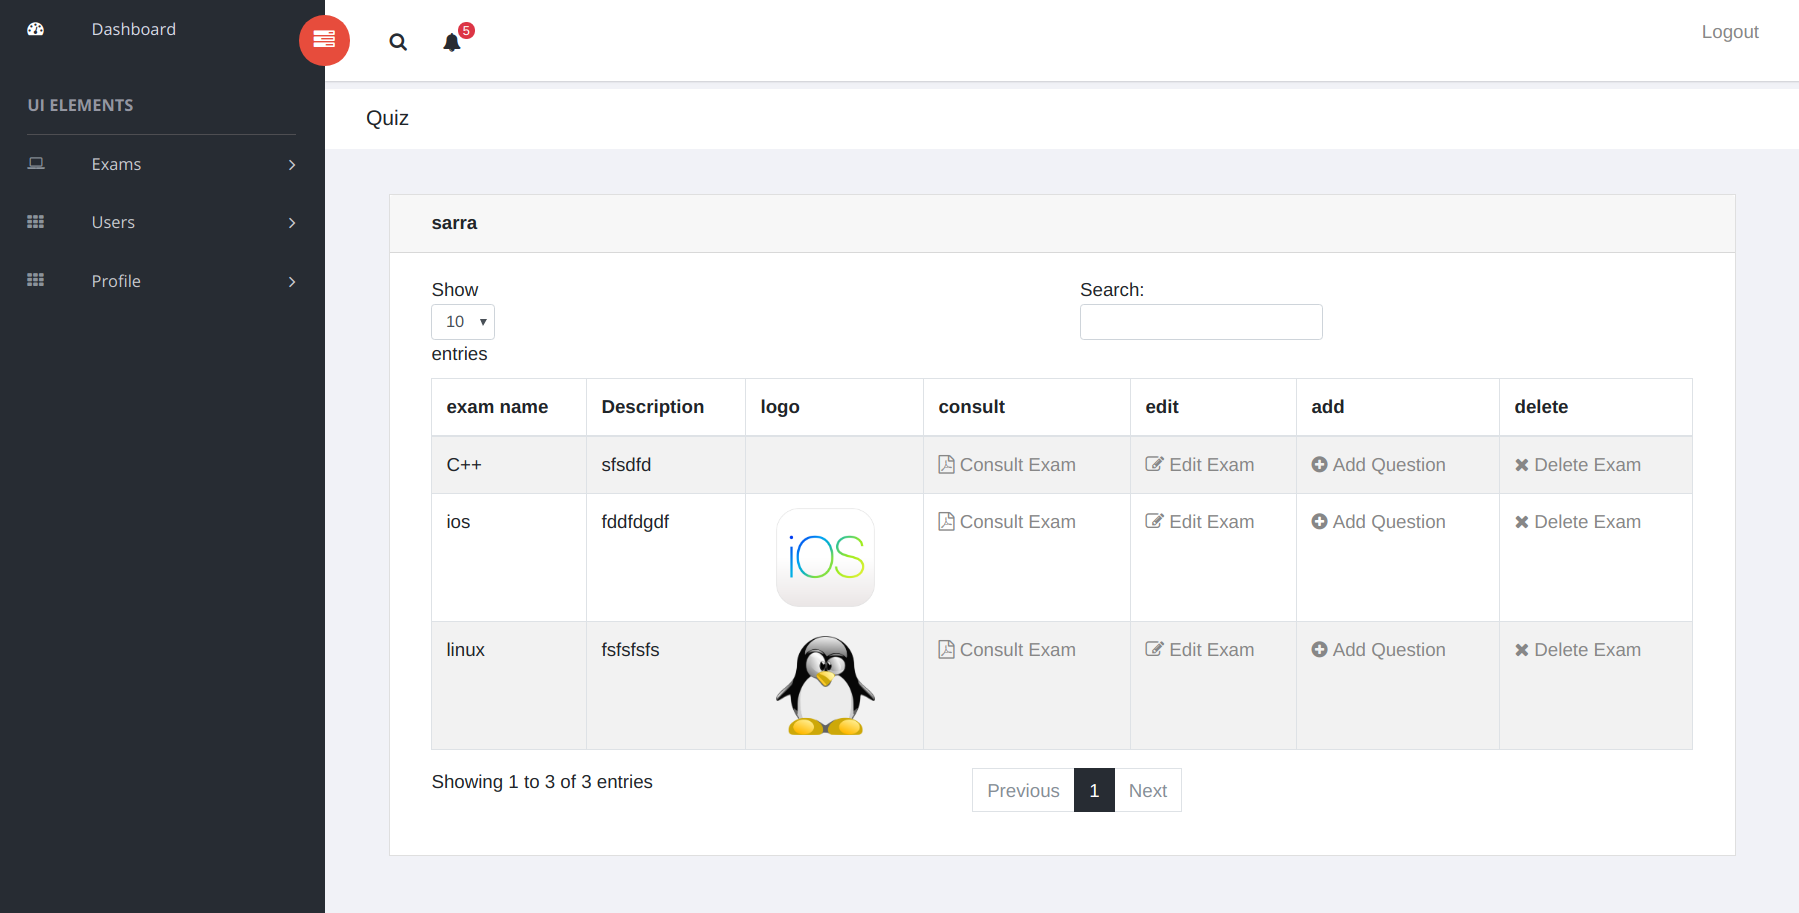 Dashboard
5
Logout
UI ELEMENTS
Quiz
Exams
Users
Profile
sarra
Show
Search:
10
entries
exam name Description logo consult edit add delete
C++ sfsdfd Consult Exam Edit Exam Add Question Delete Exam
ios fddfdgdf Consult Exam Edit Exam Add Question Delete Exam
iOS
linux fsfsfsfs Consult Exam Edit Exam Add Question Delete Exam
Showing 1 to 3 of 3 entries
Previous 1 Next